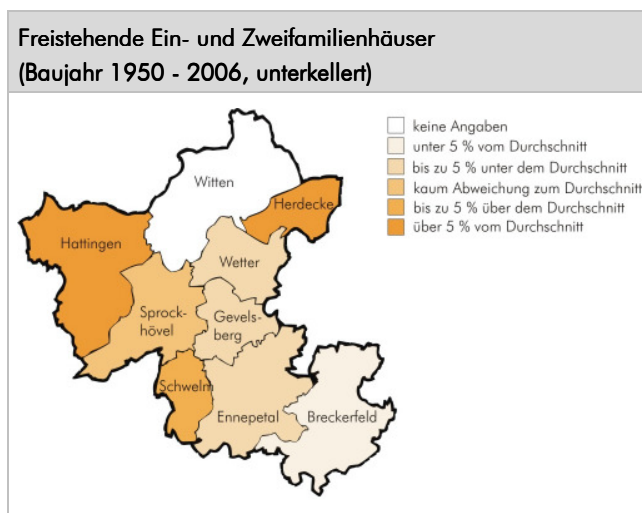 Freistehende Ein- und Zweifamilienhäuser
(Baujahr 1950 - 2006, unterkellert)
keine Angaben
unter 5 % vom Durchschnitt
bis zu 5 % unter dem Durchschnitt
kaum Abweichung zum Durchschnitt
bis zu 5 % über dem Durchschnitt
über 5 % vom Durchschnitt
Witten
Herdecke
Hattingen
Wetter
Sprock-
hövel
Gevels-
berg
Schwelm
Ennepetal
Breckerfeld